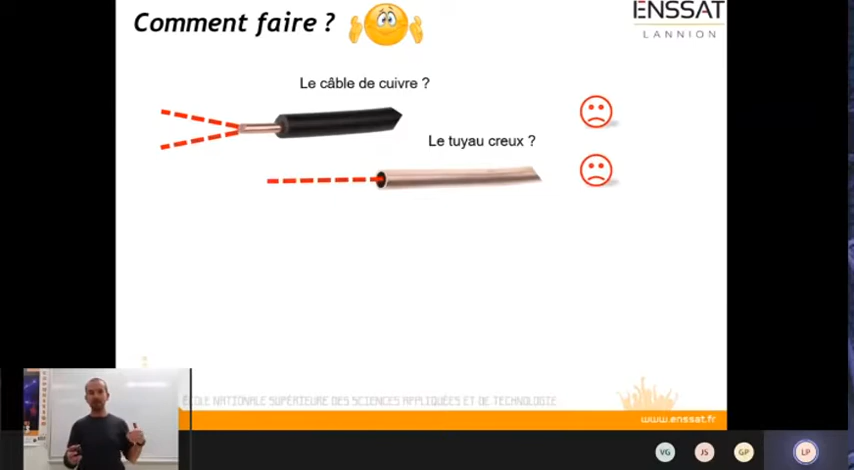 Comment faire ?
ENSSAT
LANNION
Le câble de cuivre ?
Le tuyau creux ?
ÉCOLE NATIONALE SUPÉRIEURE DES SCIENCES APPLIQUÉES ET DE TECHNOLOGIE
www.enssat.fr
VG
JS
GP
LP